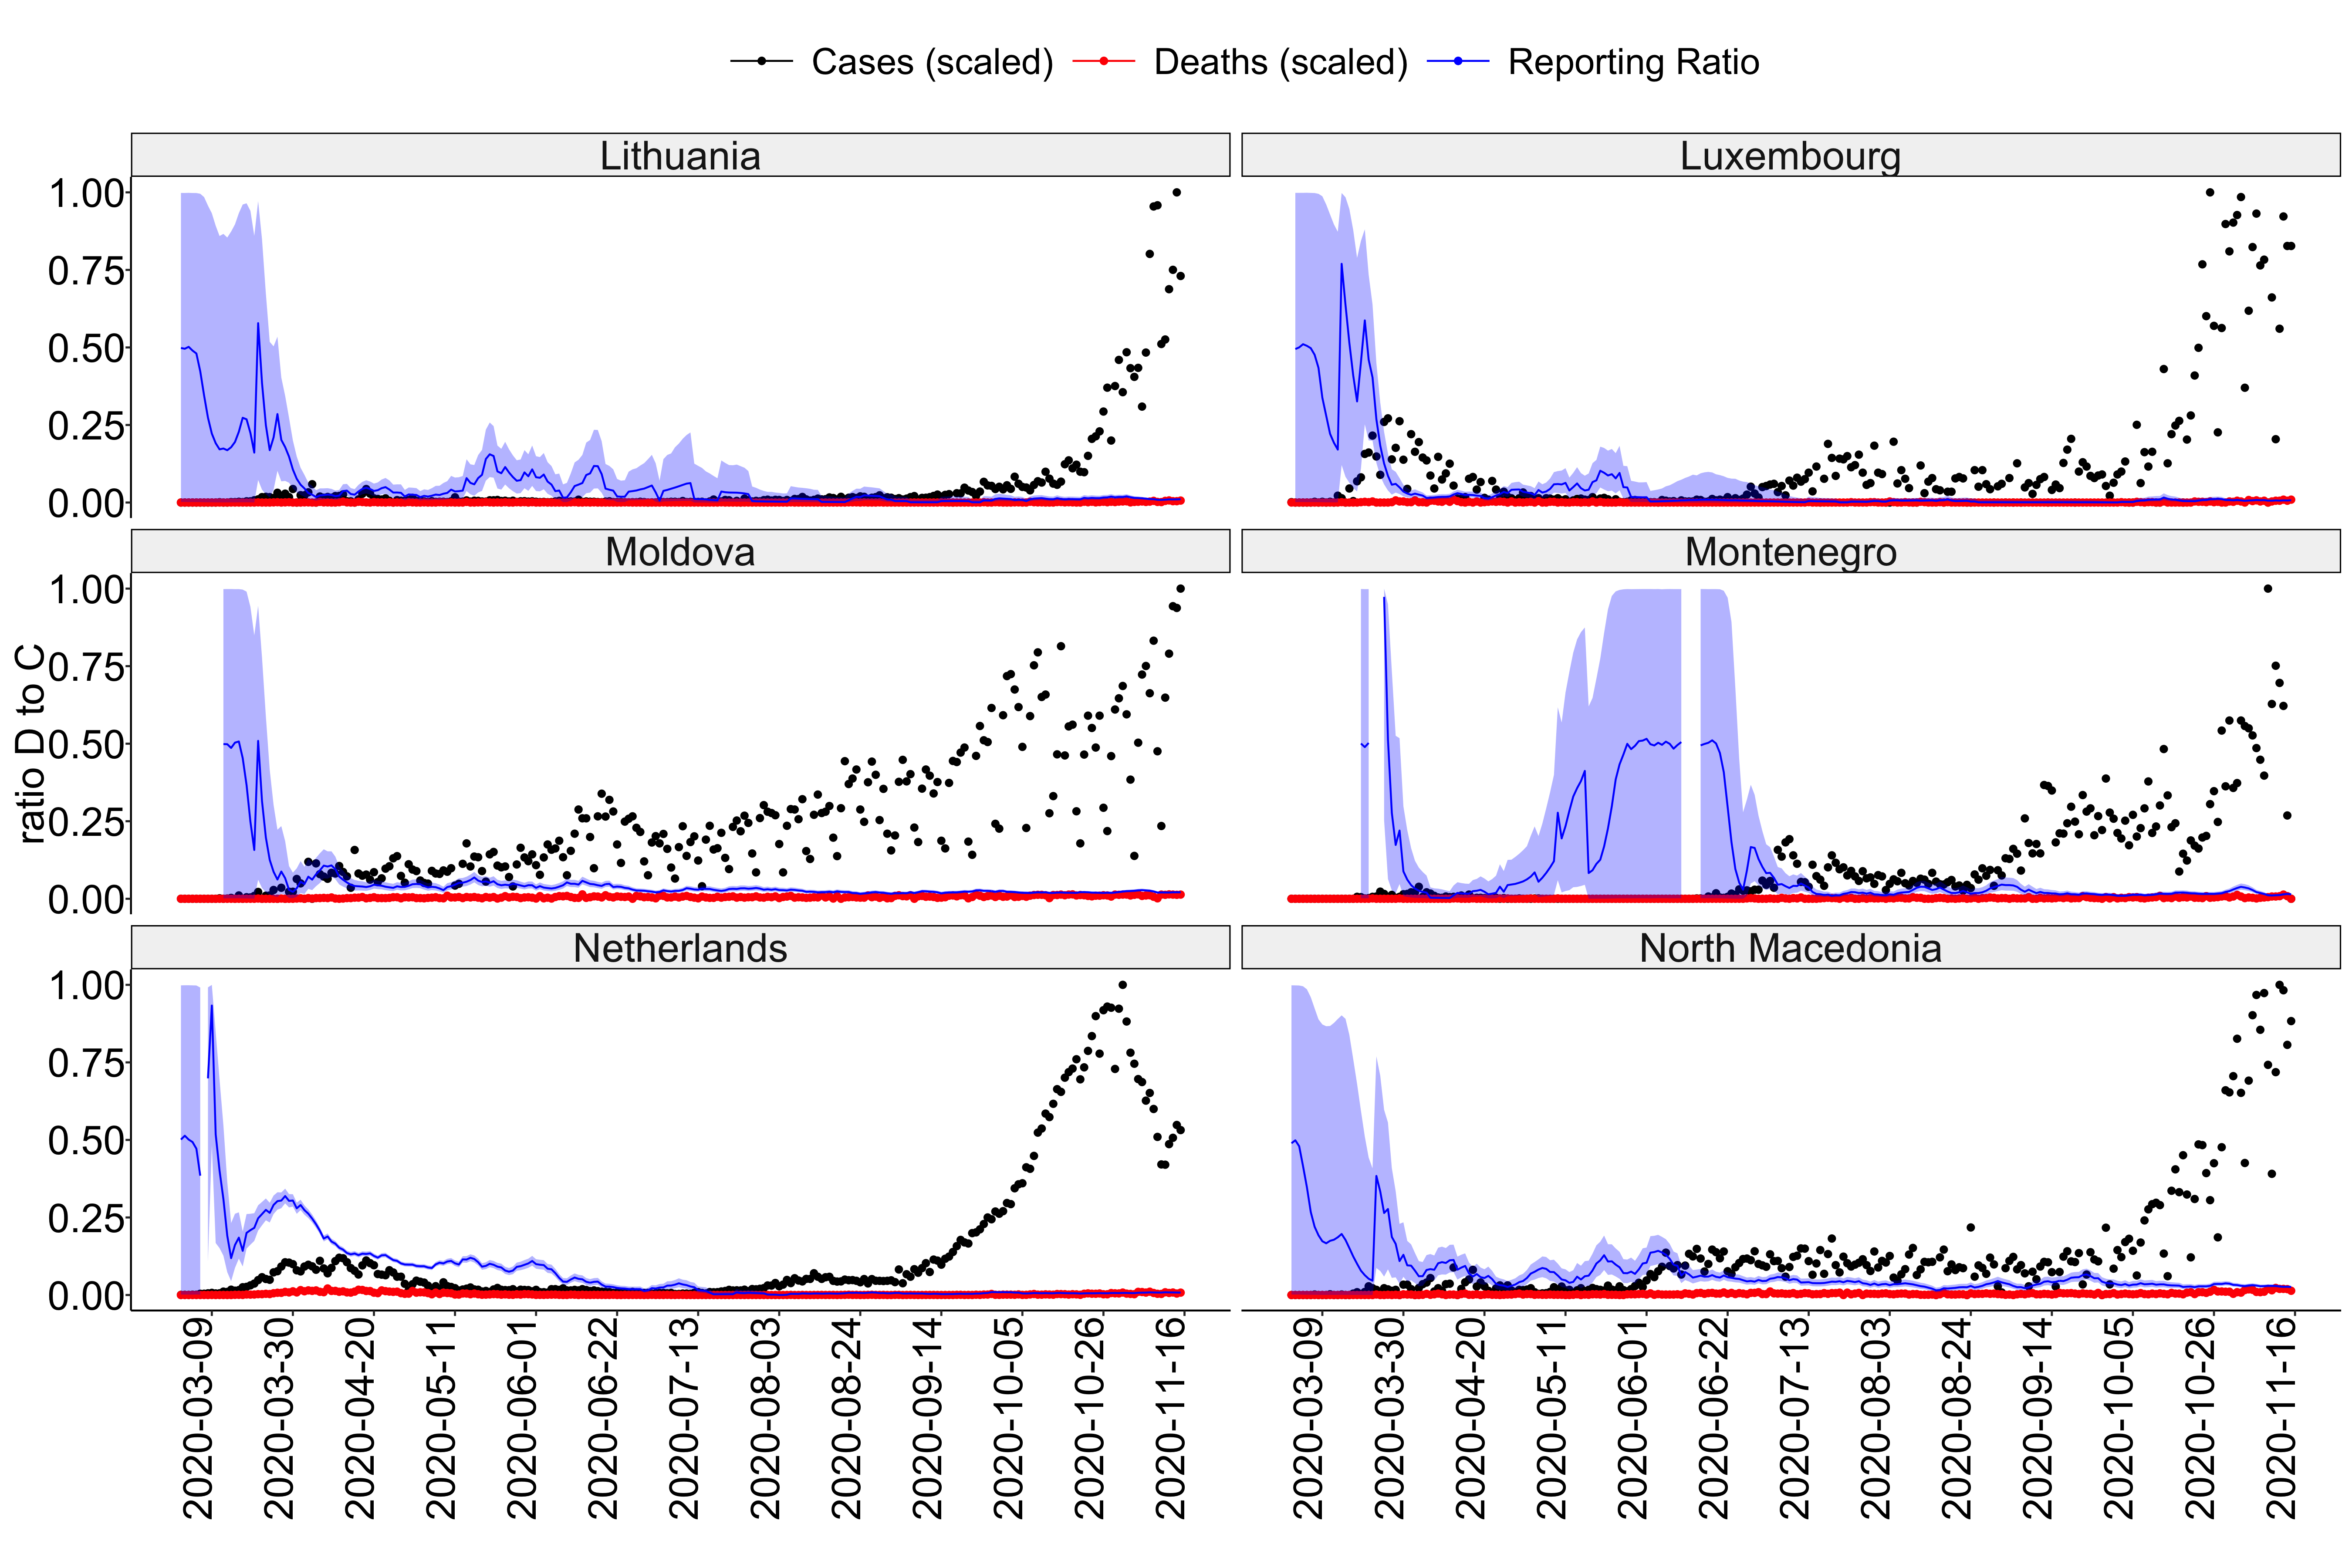 Cases (scaled) Deaths (scaled) Reporting Ratio
Lithuania Luxembourg
1.00
0.75
0.50
0.25
0.00
Moldova Montenegro
1.00
0.75
0.50
0.25
0.00
ratio D to C
Netherlands North Macedonia
1.00
0.75
0.50
0.25
0.00
2020-03-09 2020-03-30 2020-04-20 2020-05-11 2020-06-01 2020-06-22 2020-07-13 2020-08-03 2020-08-24 2020-09-14 2020-10-05 2020-10-26 2020-11-16 2020-03-09 2020-03-30 2020-04-20 2020-05-11 2020-06-01 2020-06-22 2020-07-13 2020-08-03 2020-08-24 2020-09-14 2020-10-05 2020-10-26 2020-11-16